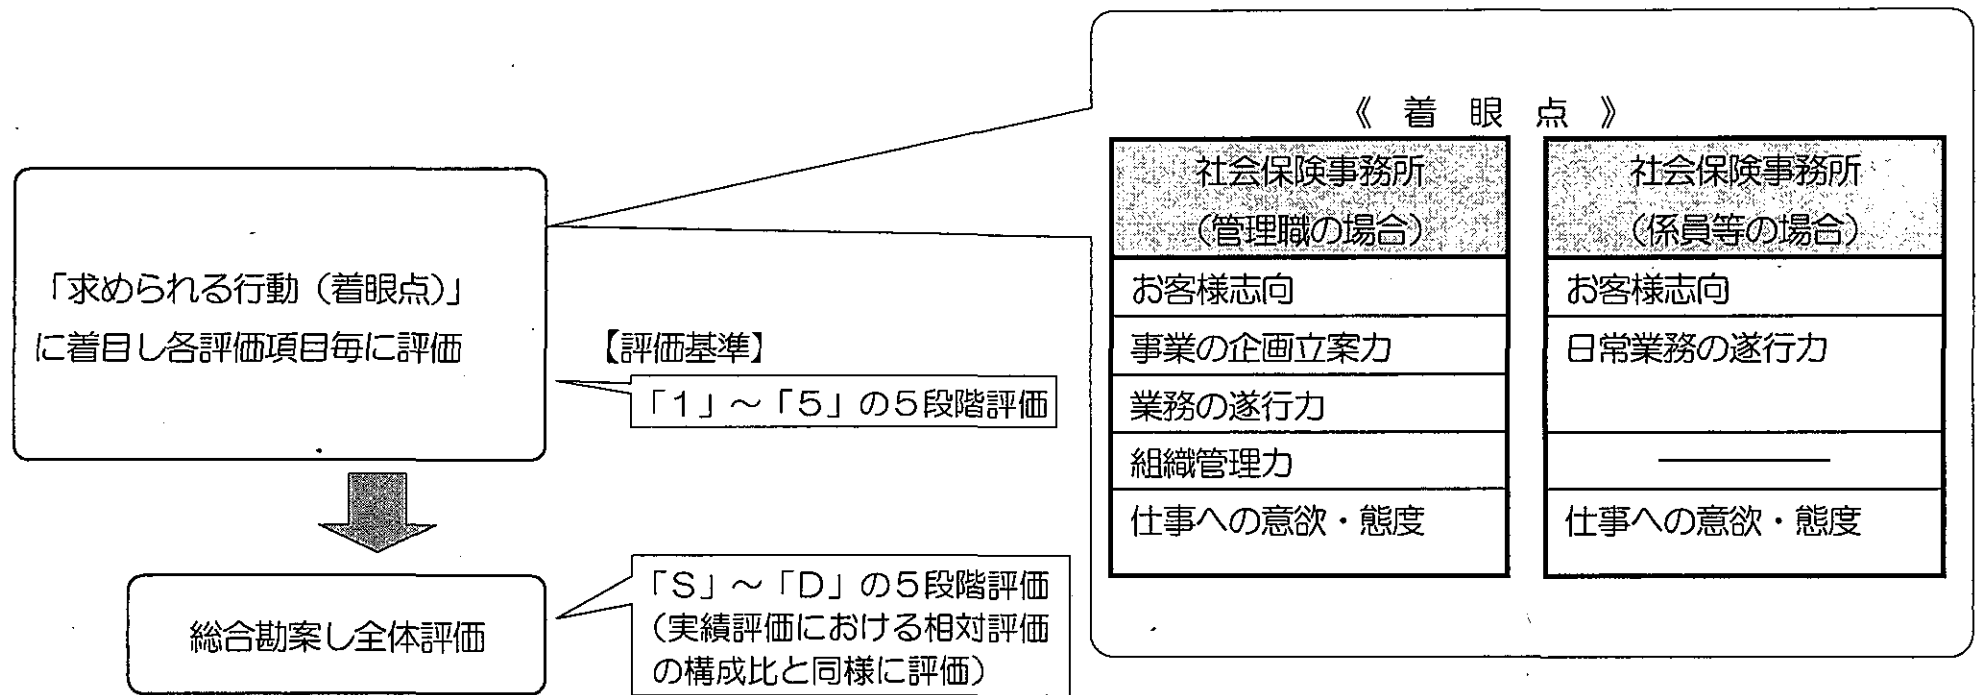 「求められる行動（着眼点）」
に着目し各評価項目毎に評価
【評価基準】
「１」～「５」の５段階評価
総合勘案し全体評価
「Ｓ」～「Ｄ」の５段階評価
（実績評価における相対評価
の構成比と同様に評価）
《 着 眼 点 》
社会保険事務所
（管理職の場合）
お客様志向
事業の企画立案力
業務の遂行力
組織管理力
仕事への意欲・態度
社会保険事務所
（係員等の場合）
お客様志向
日常業務の遂行力
仕事への意欲・態度